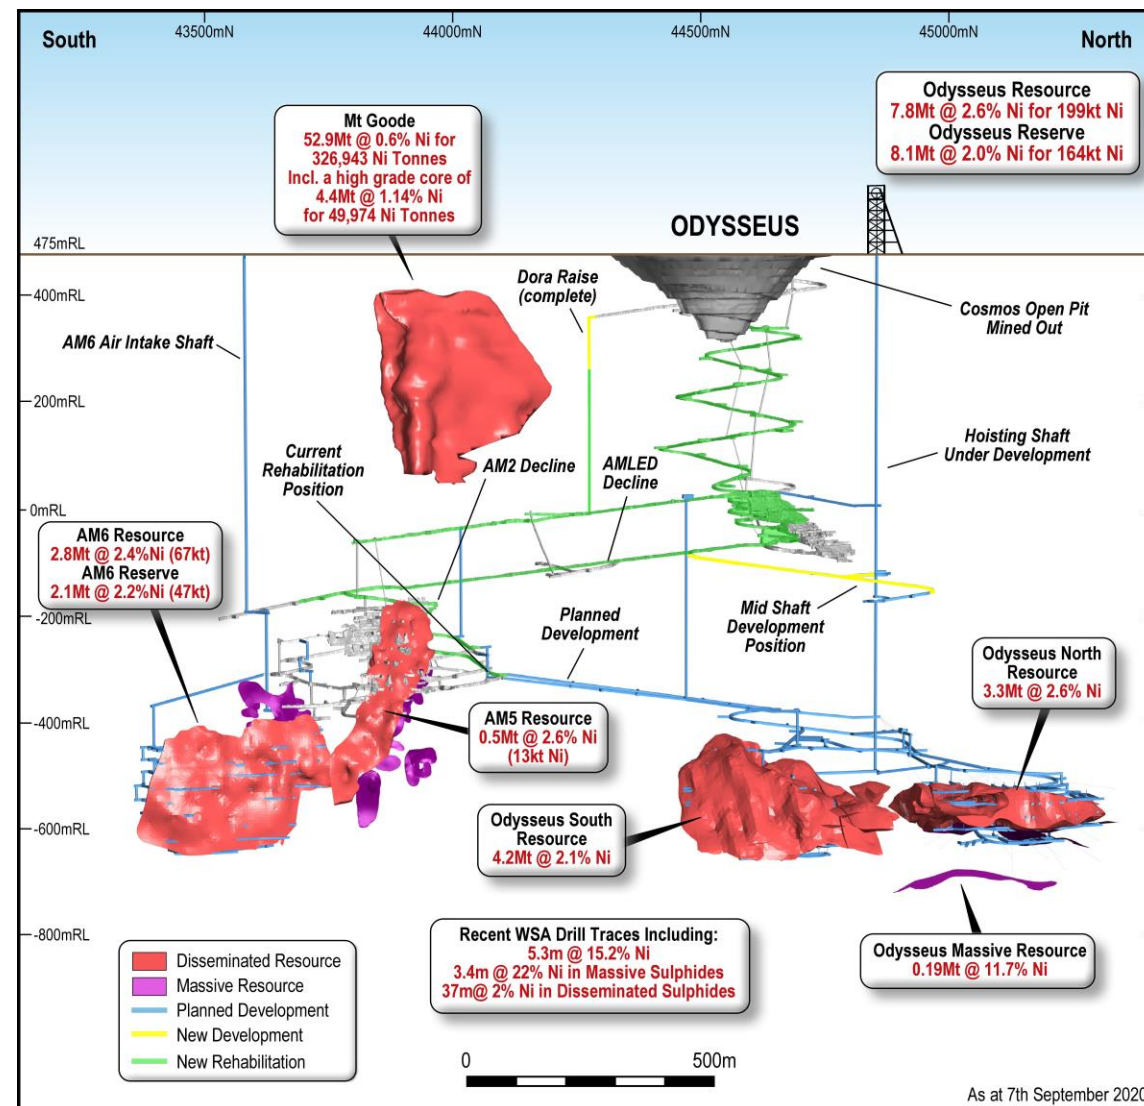 South
43500mN
44000mN
44500mN
45000mN
North
Mt Goode
52.9Mt @ 0.6% Ni for
326,943 Ni Tonnes
Incl. a high grade core of
4.4Mt @ 1.14% Ni
for 49,974 Ni Tonnes
Odysseus Resource
7.8Mt @ 2.6% Ni for 199kt Ni
Odysseus Reserve
8.1Mt @ 2.0% Ni for 164kt Ni
ODYSSEUS
475mRL
400mRL
200mRL
0mRL
-200mRL
-400mRL
-600mRL
-800mRL
Dora Raise
(complete)
Cosmos Open Pit
Mined Out
AM6 Air Intake Shaft
Current
Rehabilitation
Position
AM2 Decline
AMLED
Decline
Hoisting Shaft
Under Development
AM6 Resource
2.8Mt @ 2.4%Ni (67kt)
AM6 Reserve
2.1Mt @ 2.2%Ni (47kt)
Planned
Development
Mid Shaft
Development
Position
Odysseus North
Resource
3.3Mt @ 2.6% Ni
AM5 Resource
0.5Mt @ 2.6% Ni
(13kt Ni)
Odysseus South
Resource
4.2Mt @ 2.1% Ni
Recent WSA Drill Traces Including:
5.3m @ 15.2% Ni
3.4m @ 22% Ni in Massive Sulphides
37m@ 2% Ni in Disseminated Sulphides
Odysseus Massive Resource
0.19Mt @ 11.7% Ni
Disseminated Resource
Massive Resource
Planned Development
New Development
New Rehabilitation
0
500m
As at 7th September 2020